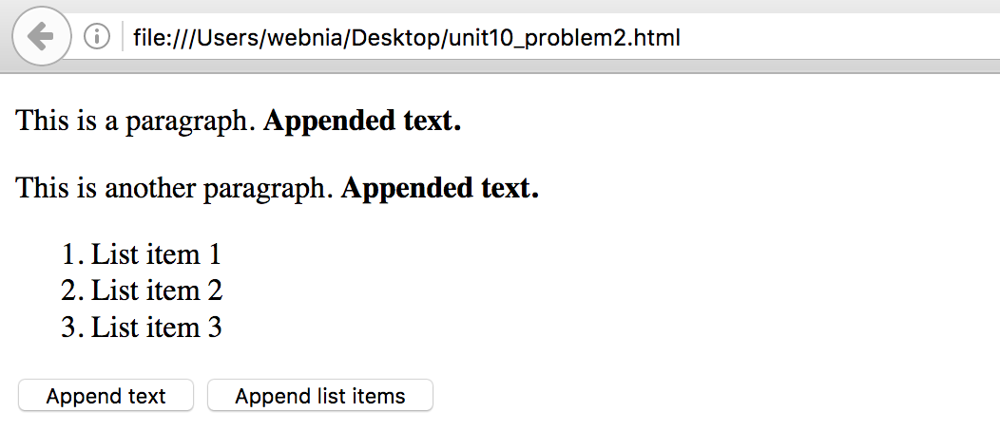 file:///Users/webnia/Desktop/unit10_problem2.html
This is a paragraph. Appended text.
This is another paragraph. Appended text.
1. List item 1
2. List item 2
3. List item 3
Append text Append list items